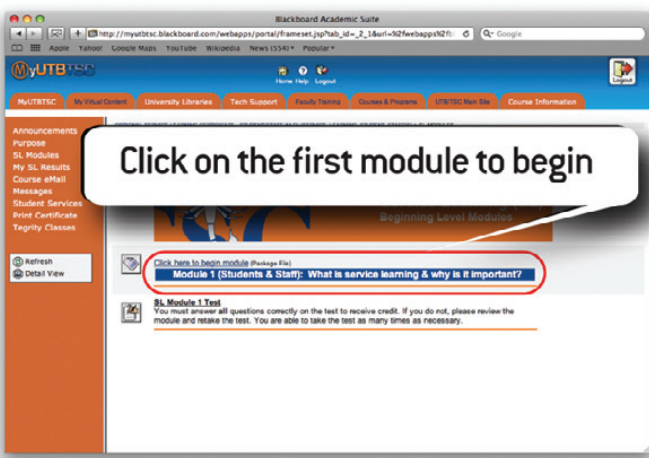 Blackboard Academic Suite
http://myutbtsc.blackboard.com/webapps/portal/frameset.jsp?tab_id=_2_1&url=%2fwebapps%2fb
Google
Apple Yahoo! Google Maps YouTube Wikipedia News (554) Popular
MyUTBTSC
Home Help Logout
Logout
MyUTBTSC My Virtual Content University Libraries Tech Support Faculty Training Courses & Programs UTB/TSC Main Site Course Information
Announcements
Purpose
SL Modules
My SL Results
Course eMail
Messages
Student Services
Print Certificate
Tegrity Classes
Refresh
Detail View
Click on the first module to begin
Beginning Level Modules
Click here to begin module (Package File)
Module 1 (Students & Staff): What is service learning & why is it important?
SL Module 1 Test
You must answer all questions correctly on the test to receive credit. If you do not, please review the
module and retake the test. You are able to take the test as many times as necessary.